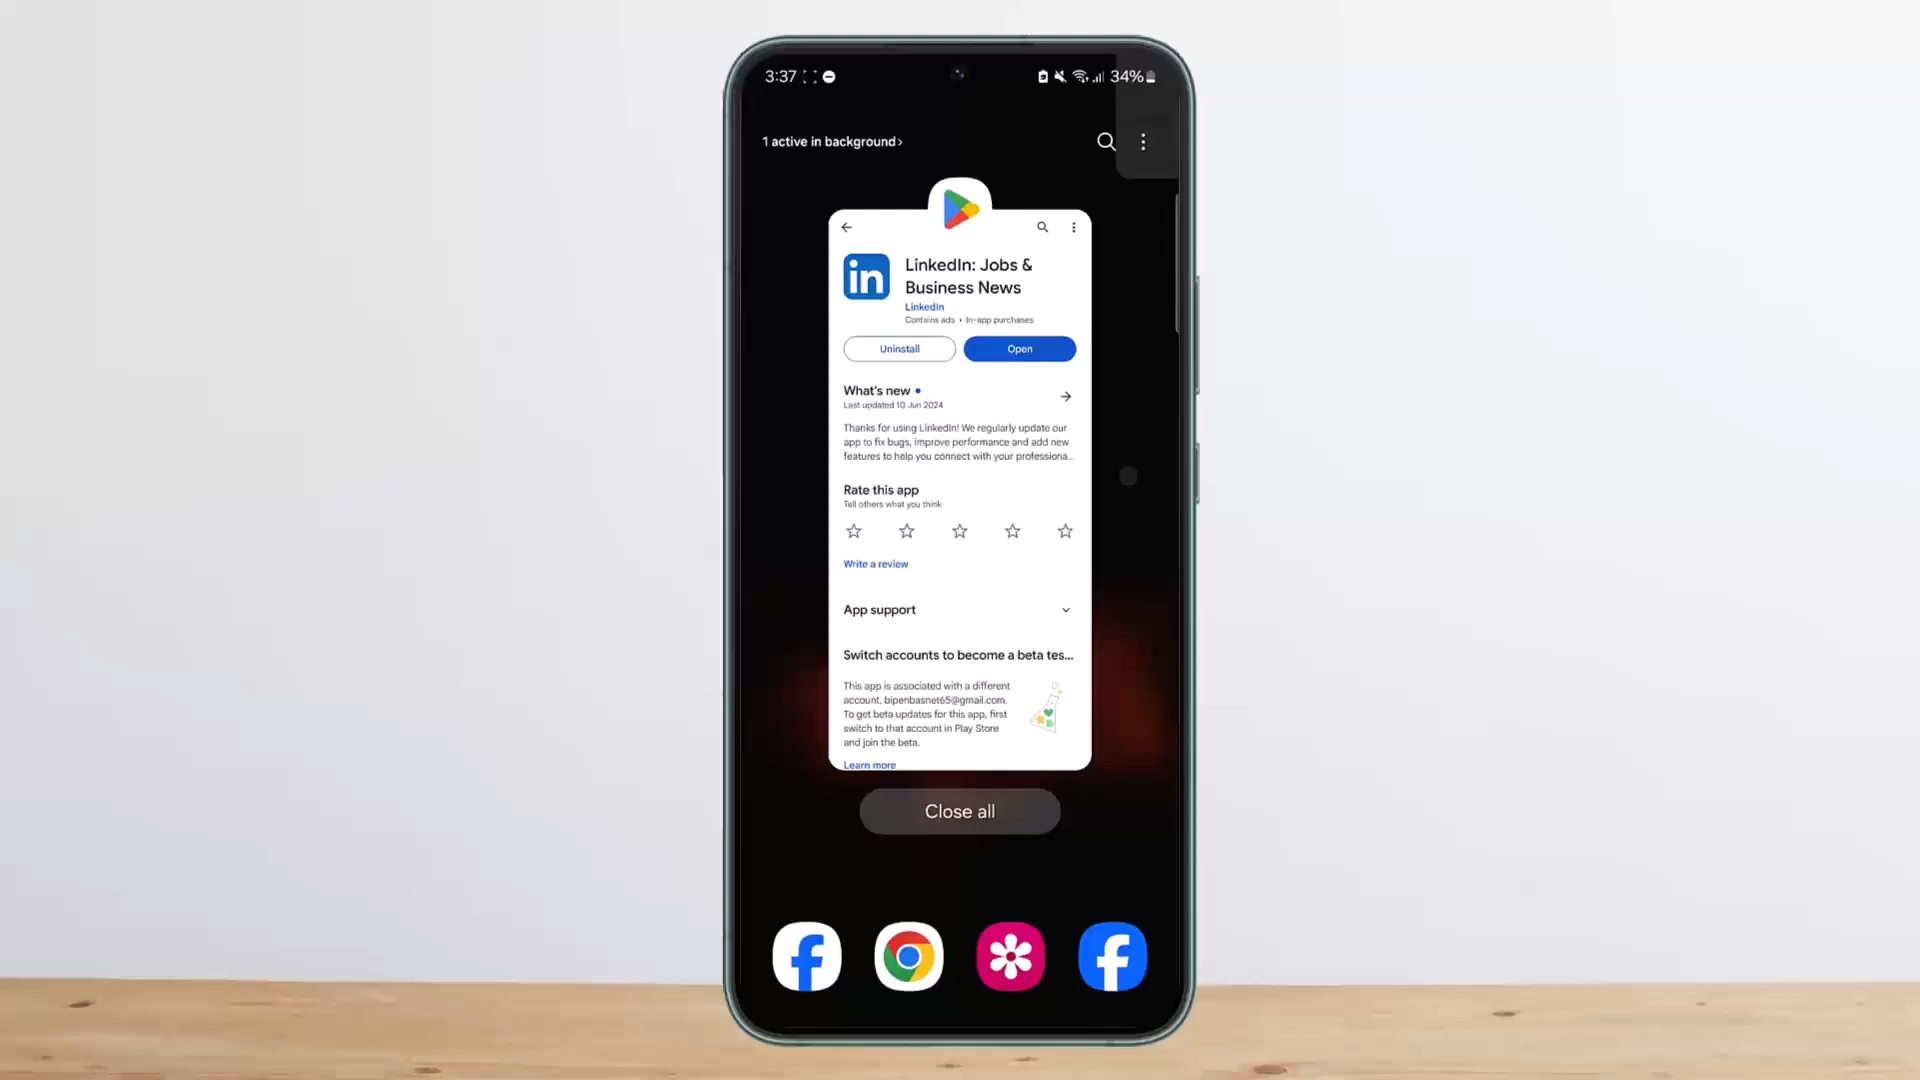 3:37
34%
1 active in background›
LinkedIn: Jobs &
Business News
in
LinkedIn
Contains ads • In-app purchases
Uninstall
Open
What's new •
Last updated 10 Jun 2024
Thanks for using LinkedIn! We regularly update our
app to fix bugs, improve performance and add new
features to help you connect with your professiona...
Rate this app
Tell others what you think
Write a review
App support
Switch accounts to become a beta tes...
This app is associated with a different
account, bipenbasnet65@gmail.com.
To get beta updates for this app, first
switch to that account in Play Store
and join the beta.
Learn more
Close all